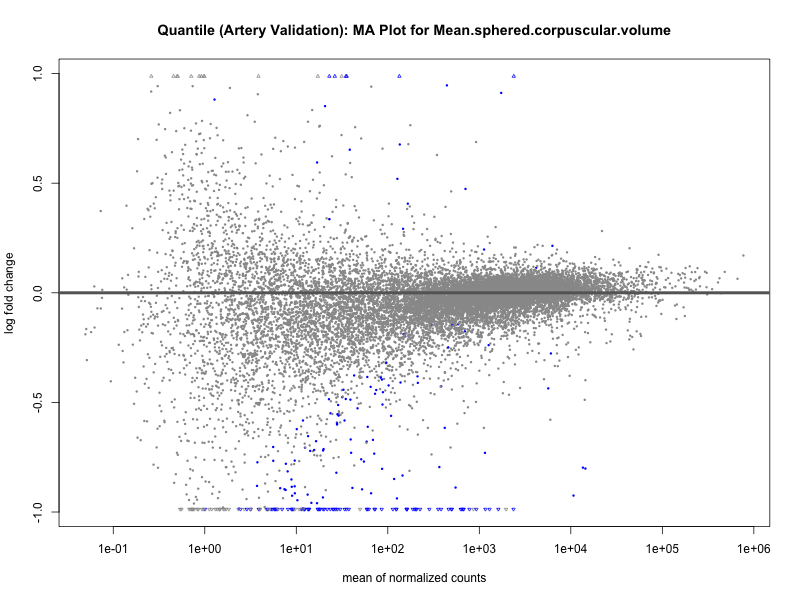 Quantile (Artery Validation): MA Plot for Mean.sphered.corpuscular.volume
1.0
0.5
0.0
-0.5
-1.0
log fold change
1e-01 1e+00 1e+01 1e+02 1e+03 1e+04 1e+05 1e+06
mean of normalized counts